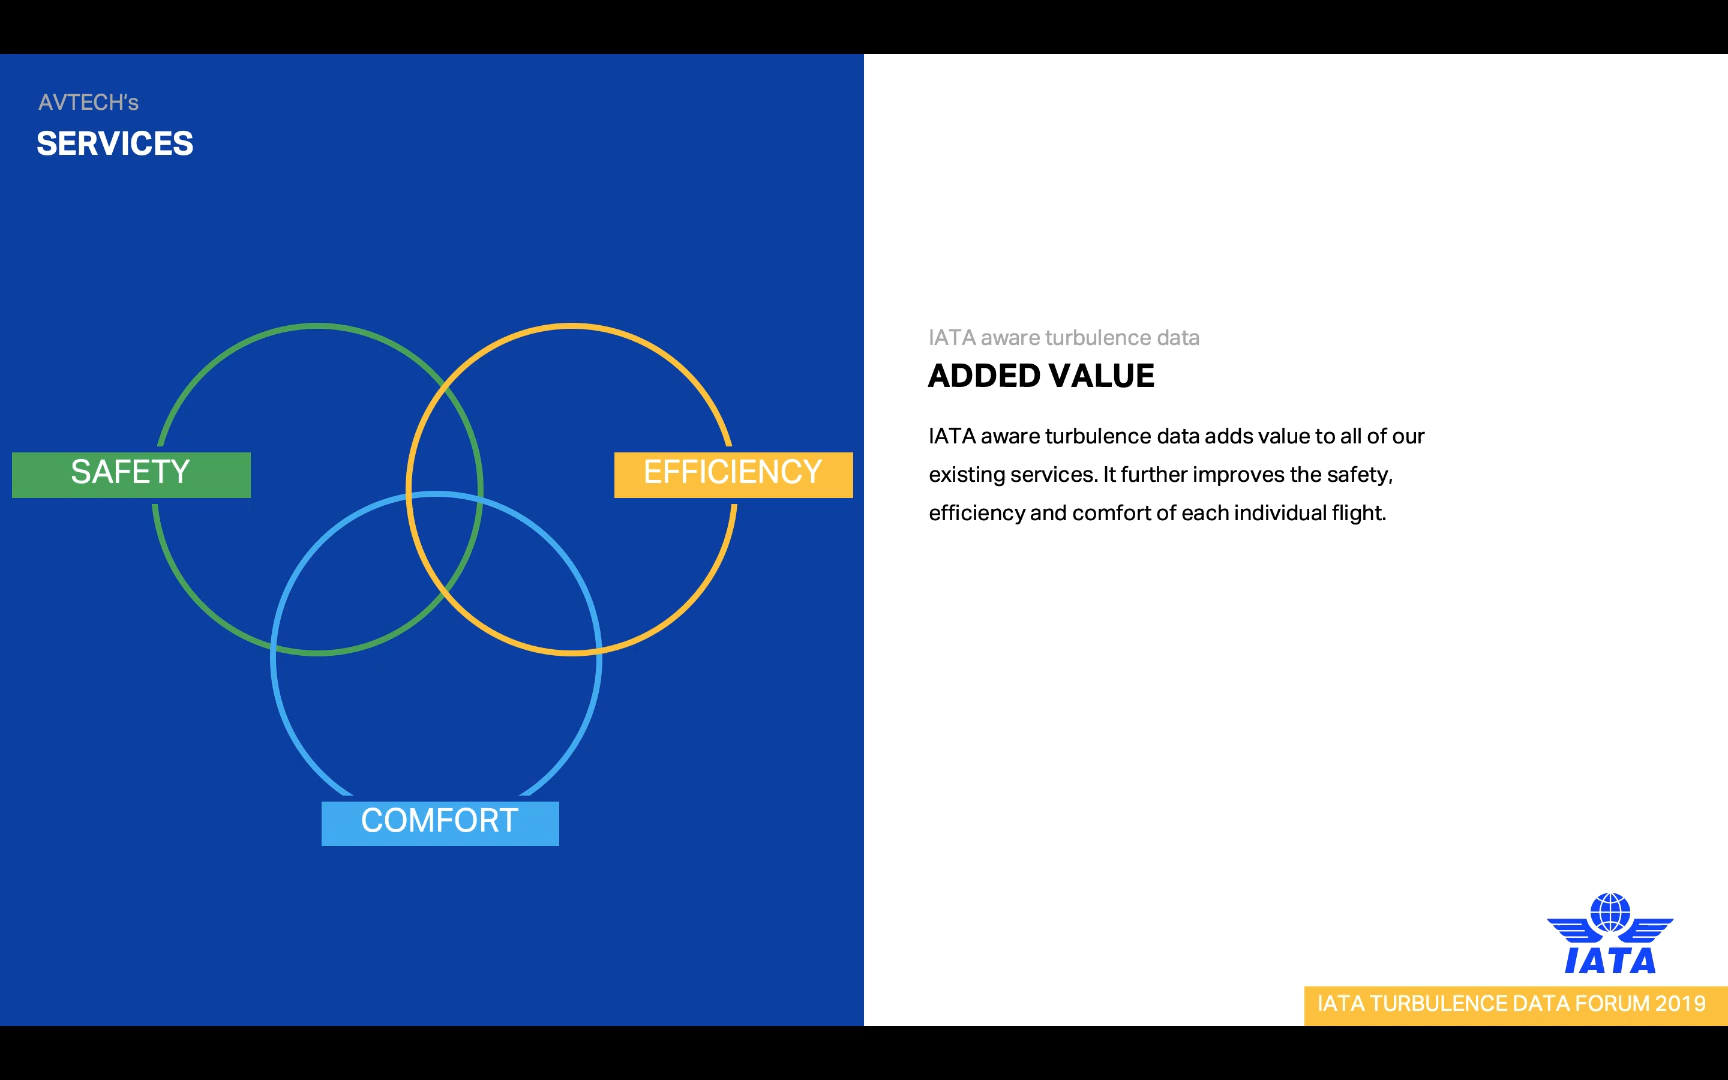 AVTECH's
SERVICES
SAFETY
EFFICIENCY
COMFORT
IATA aware turbulence data
ADDED VALUE
IATA aware turbulence data adds value to all of our
existing services. It further improves the safety,
efficiency and comfort of each individual flight.
IATA
IATA TURBULENCE DATA FORUM 2019